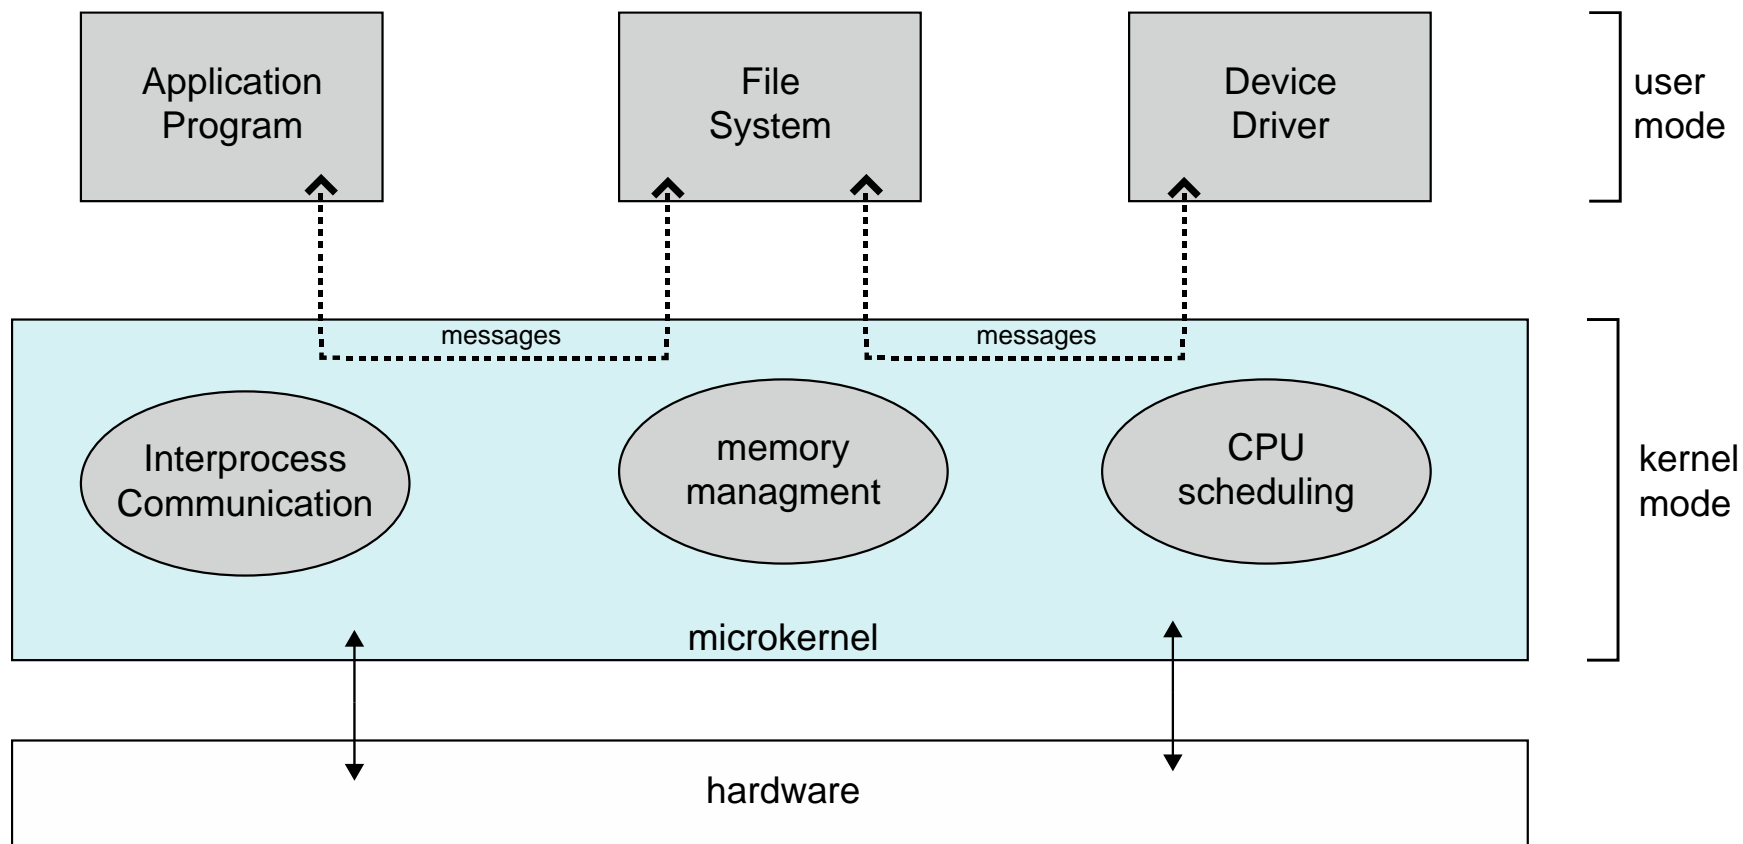 Application
Program
File
System
Device
Driver
user
mode
messages
messages
Interprocess
Communication
memory
managment
CPU
scheduling
kernel
mode
microkernel
hardware